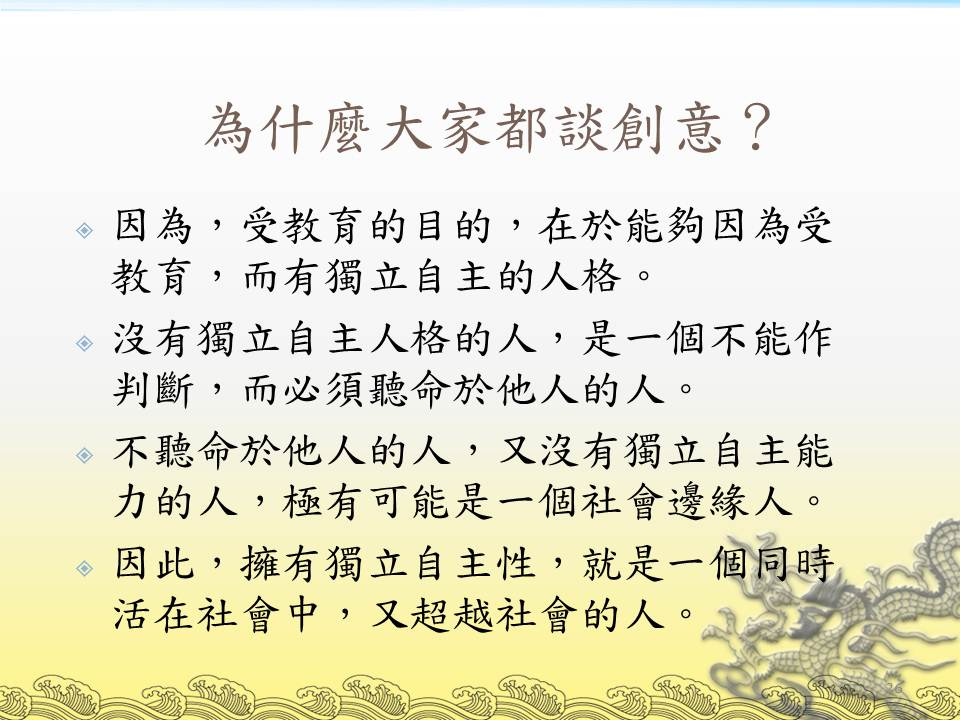 為什麼大家都談創意？
因為，受教育的目的，在於能夠因為受
教育，而有獨立自主的人格。
沒有獨立自主人格的人，是一個不能作
判斷，而必須聽命於他人的人。
不聽命於他人的人，又沒有獨立自主能
力的人，極有可能是一個社會邊緣人。
因此，擁有獨立自主性，就是一個同時
活在社會中，又超越社會的人。